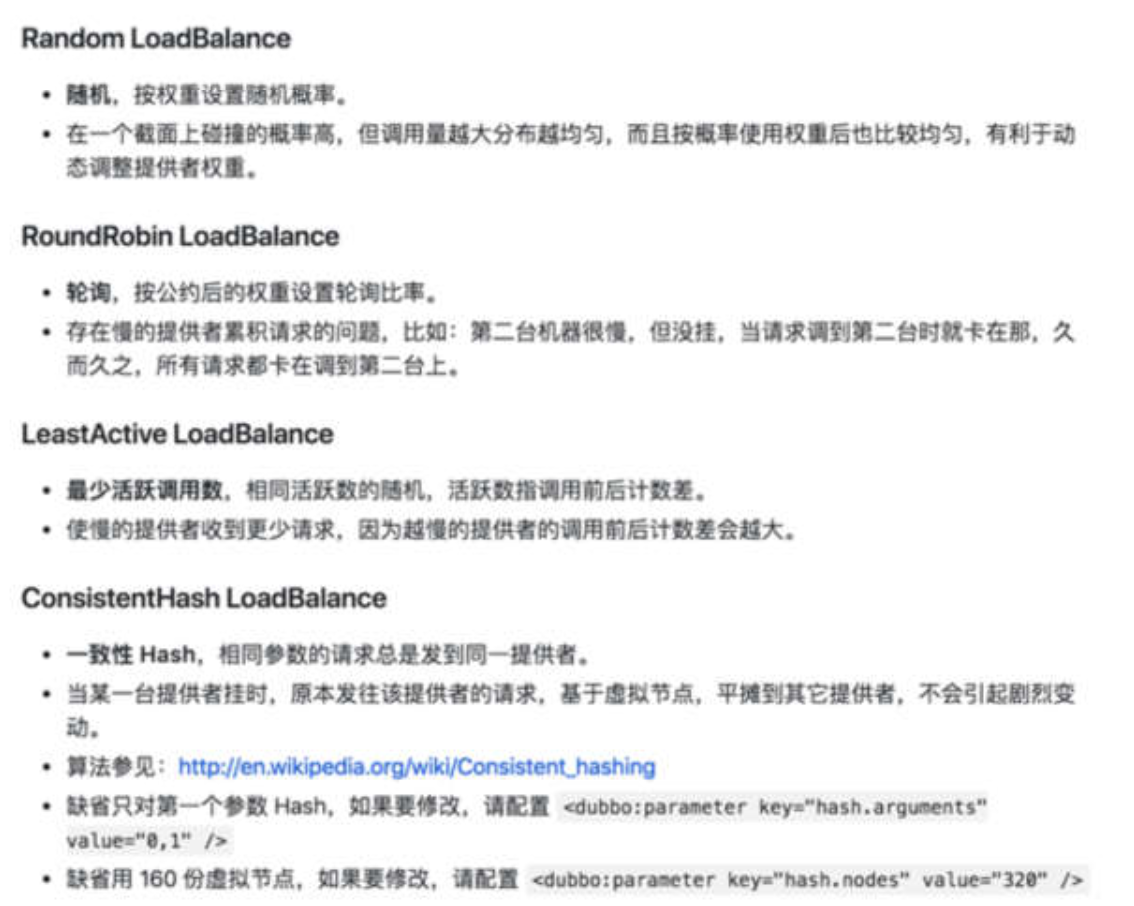 Random LoadBalance
• 随机，按权重设置随机概率。
• 在一个截面上碰撞的概率高，但调用量越大分布越均匀，而且按概率使用权重后也比较均匀，有利于动
态调整提供者权重。
RoundRobin LoadBalance
• 轮询，按公约后的权重设置轮询比率。
• 存在慢的提供者累积请求的问题，比如：第二台机器很慢，但没挂，当请求调到第二台时就卡在那，久
而久之，所有请求都卡在调到第二台上。
LeastActive LoadBalance
• 最少活跃调用数，相同活跃数的随机，活跃数指调用前后计数差。
• 使慢的提供者收到更少请求，因为越慢的提供者的调用前后计数差会越大。
ConsistentHash LoadBalance
• 一致性 Hash，相同参数的请求总是发到同一提供者。
• 当某一台提供者挂时，原本发往该提供者的请求，基于虚拟节点，平摊到其它提供者，不会引起剧烈变
动。
• 算法参见：http://en.wikipedia.org/wiki/Consistent_hashing
• 缺省只对第一个参数 Hash，如果要修改，请配置 <dubbo:parameter key="hash.arguments"
value="0,1" />
• 缺省用 160 份虚拟节点，如果要修改，请配置 <dubbo:parameter key="hash.nodes" value="320" />